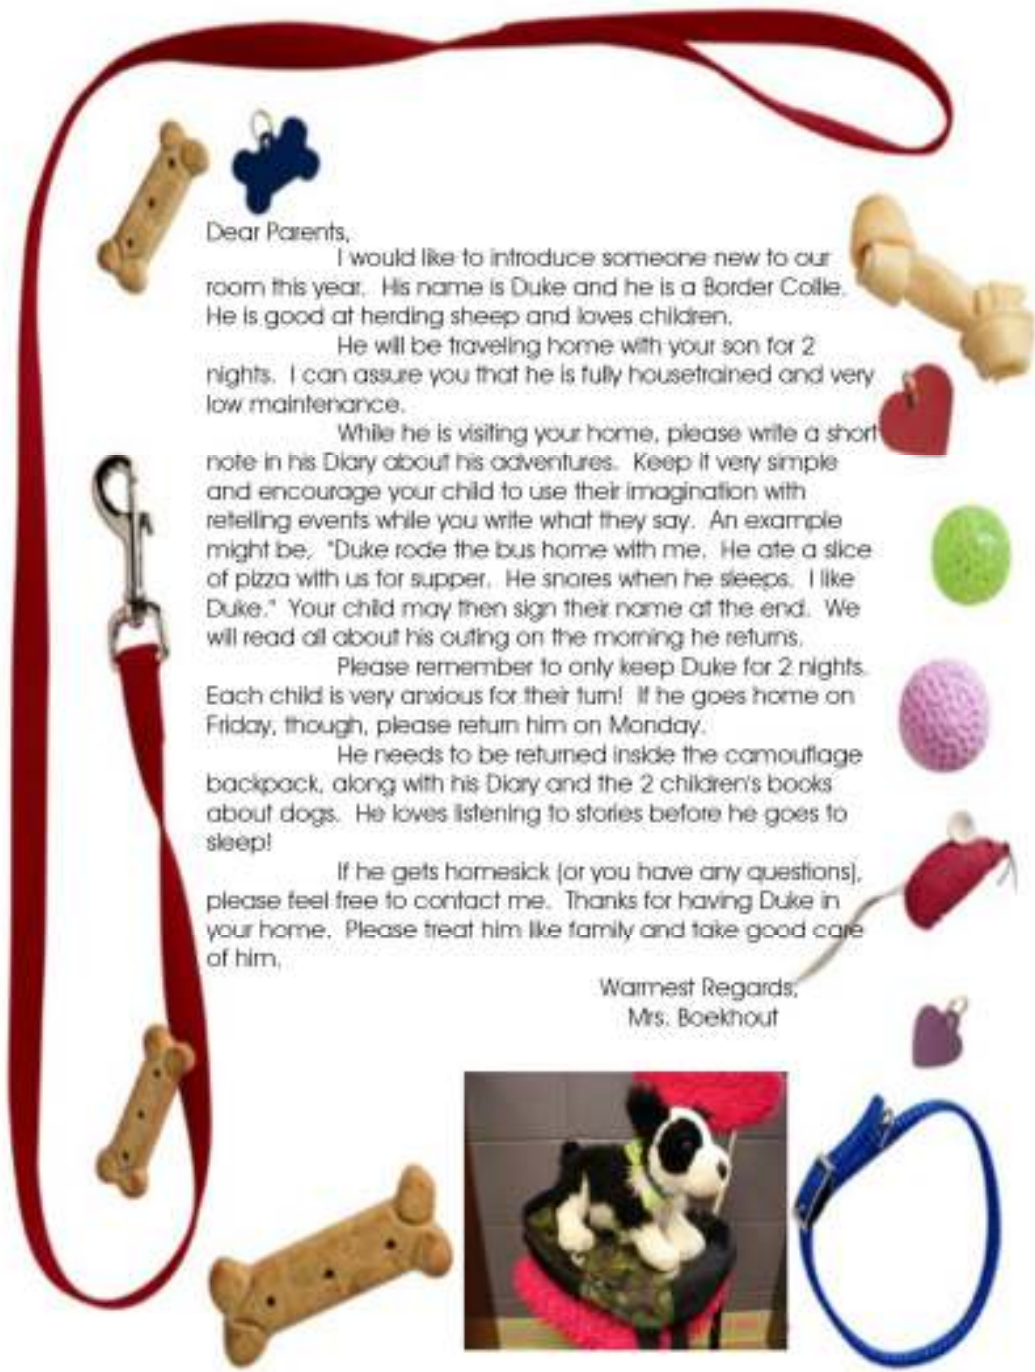 Dear Parents,
I would like to introduce someone new to our
room this year. His name is Duke and he is a Border Collie.
He is good at herding sheep and loves children.
He will be traveling home with your son for 2
nights. I can assure you that he is fully housetrained and very
low maintenance.
While he is visiting your home, please write a short
note in his Diary about his adventures. Keep it very simple
and encourage your child to use their imagination with
retelling events while you write what they say. An example
might be, "Duke rode the bus home with me. He ate a slice
of pizza with us for supper. He snores when he sleeps. I like
Duke." Your child may then sign their name at the end. We
will read all about his outing on the morning he returns.
Please remember to only keep Duke for 2 nights.
Each child is very anxious for their turn! If he goes home on
Friday, though, please return him on Monday.
He needs to be returned inside the camouflage
backpack, along with his Diary and the 2 children's books
about dogs. He loves listening to stories before he goes to
sleep!
If he gets homesick (or you have any questions),
please feel free to contact me. Thanks for having Duke in
your home. Please treat him like family and take good care
of him.
Warmest Regards,
Mrs. Boekhout